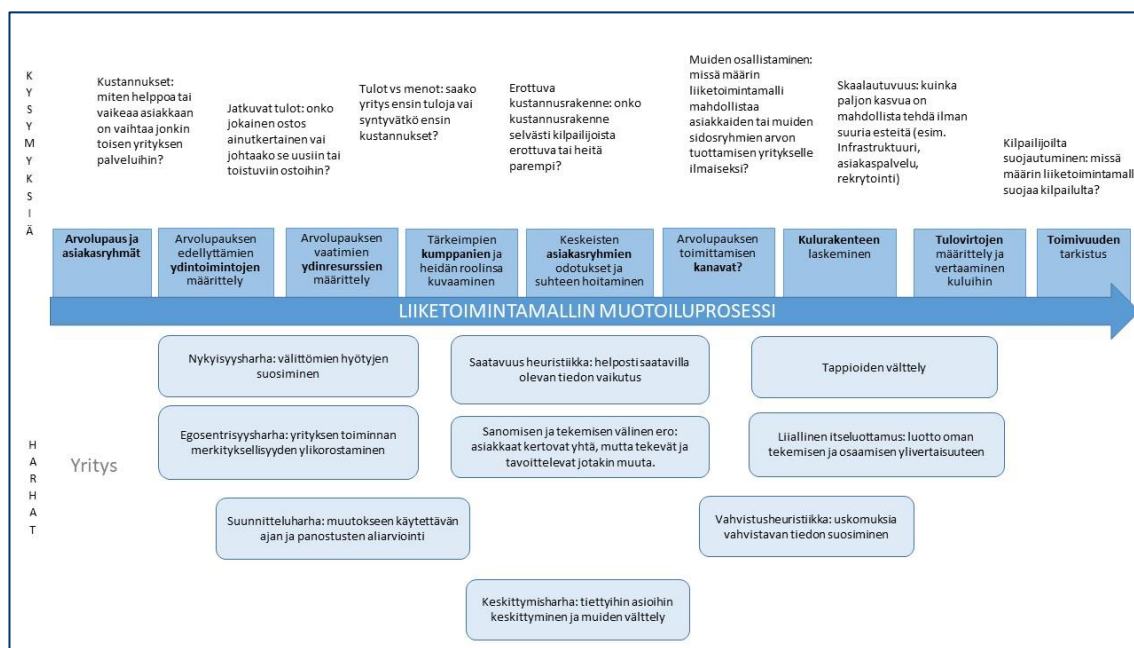 KYSYMYKSIÄ
Kustannukset:
miten helppoa tai
vaikeaa asiakkaan
on vaihtaa jonkin
toisen yrityksen
palveluihin?
Jatkuvat tulot: onko
jokainen ostos
ainutkertainen vai
johtaako se uusiin tai
toistuviin ostoihin?
Tulot vs menot: saako
yritys ensin tuloja vai
syntyvätkö ensin
kustannukset?
Erottuva
kustannusrakenne: onko
kustannusrakenne
selvästi kilpailijoista
erottuva tai heitä
parempi?
Muiden osallistaminen:
missä määrin
liiketoimintamalli
mahdollistaa
asiakkaiden tai muiden
sidosryhmien arvon
tuottamisen yritykselle
ilmaiseksi?
Skaalautuvuus: kuinka
paljon kasvua on
mahdollista tehdä ilman
suuria esteitä (esim.
Infrastruktuuri,
asiakaspalvelu,
rekrytointi)
Kilpailijoilta
suojautuminen: missä
määrin liiketoimintamall
suojaa kilpailulta?
Arvolupaus ja
asiakasryhmät
Arvolupauksen
edellyttämien
ydintoimintojen
määrittely
Arvolupauksen
vaatimien
ydinresurssien
määrittely
Tärkeimpien
kumppanien ja
heidän roolinsa
kuvaaminen
Keskeisten
asiakasryhmien
odotukset ja
suhteen hoitaminen
Arvolupauksen
toimittamisen
kanavat?
Kulurakenteen
laskeminen
Tulovirtojen
määrittely ja
vertaaminen
kuluihin
Toimivuuden
tarkistus
LIIKETOIMINTAMALLIN MUOTOILUPROSESSI
HARHAT
Yritys
Nykyisyysharha: välittömien hyötyjen
suosiminen
Saatavuus heuristiikka: helposti saatavilla
olevan tiedon vaikutus
Tappioiden välttely
Egosentrisyysharha: yrityksen toiminnan
merkityksellisyyden ylikorostaminen
Sanomisen ja tekemisen välinen ero:
asiakkaat kertovat yhtä, mutta tekevät ja
tavoittelevat jotakin muuta.
Liiallinen itseluottamus: luotto oman
tekemisen ja osaamisen ylivertaisuuteen
Suunnitteluharha: muutokseen käytettävän
ajan ja panostusten aliarviointi
Vahvistusheuristiikka: uskomuksia
vahvistavan tiedon suosiminen
Keskittymisharha: tiettyihin asioihin
keskittyminen ja muiden välttely